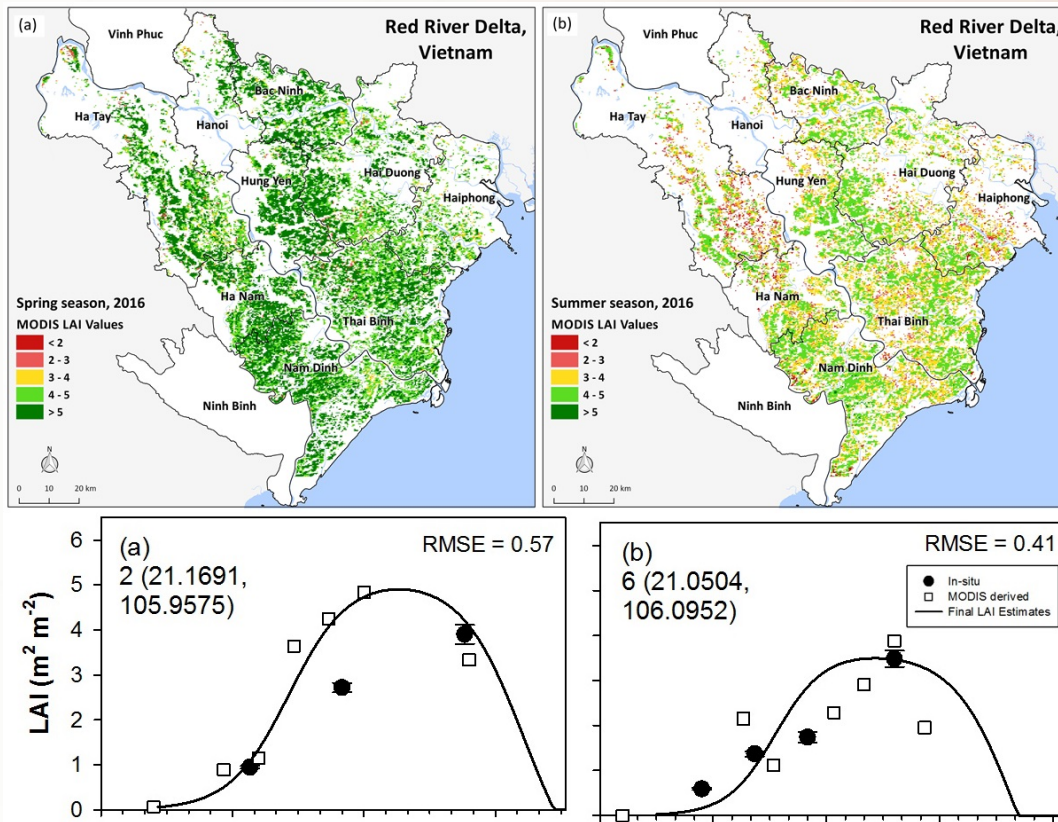 (a)
Vinh Phuc
Red River Delta,
Vietnam
Bac Ninh
Ha Tay
Hanoi
Hung Yen
Hai Duong
Haiphong
Ha Nam
Thai Binh
Nam Dinh
Ninh Binh
Spring season, 2016
MODIS LAI Values
< 2
2 - 3
3 - 4
4 - 5
> 5
N
0 10 20 km
(b)
Vinh Phuc
Red River Delta,
Vietnam
Bac Ninh
Ha Tay
Hanoi
Hung Yen
Hai Duong
Haiphong
Ha Nam
Thai Binh
Nam Dinh
Ninh Binh
Summer season, 2016
MODIS LAI Values
< 2
2 - 3
3 - 4
4 - 5
> 5
N
0 10 20 km
(a)
2 (21.1691,
105.9575)
RMSE = 0.57
LAI (m² m⁻²)
6
5
4
3
2
1
0
(b)
6 (21.0504,
106.0952)
RMSE = 0.41
In-situ
MODIS derived
Final LAI Estimates